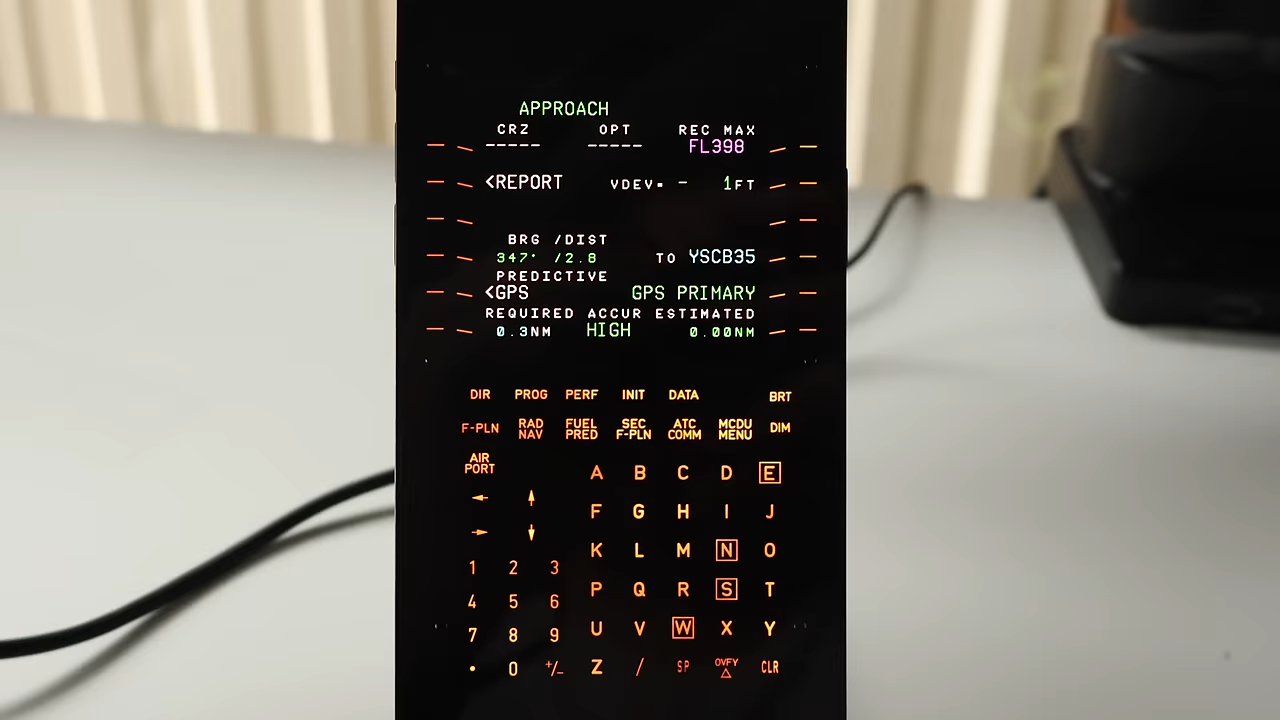 APPROACH
CRZ OPT REC MAX
----- ----- FL398
<REPORT VDEV= - 1FT
BRG /DIST
347° /2.8 TO YSCB35
PREDICTIVE
<GPS GPS PRIMARY
REQUIRED ACCUR ESTIMATED
0.3NM HIGH 0.00NM
DIR PROG PERF INIT DATA BRT
F-PLN RAD NAV FUEL PRED SEC F-PLN ATC COMM MCDU MENU DIM
AIR PORT
A B C D E
← ↑
F G H I J
→ ↓
K L M N O
1 2 3
P Q R S T
4 5 6
U V W X Y
7 8 9
Z / SP OVFY △ CLR
. 0 +/-